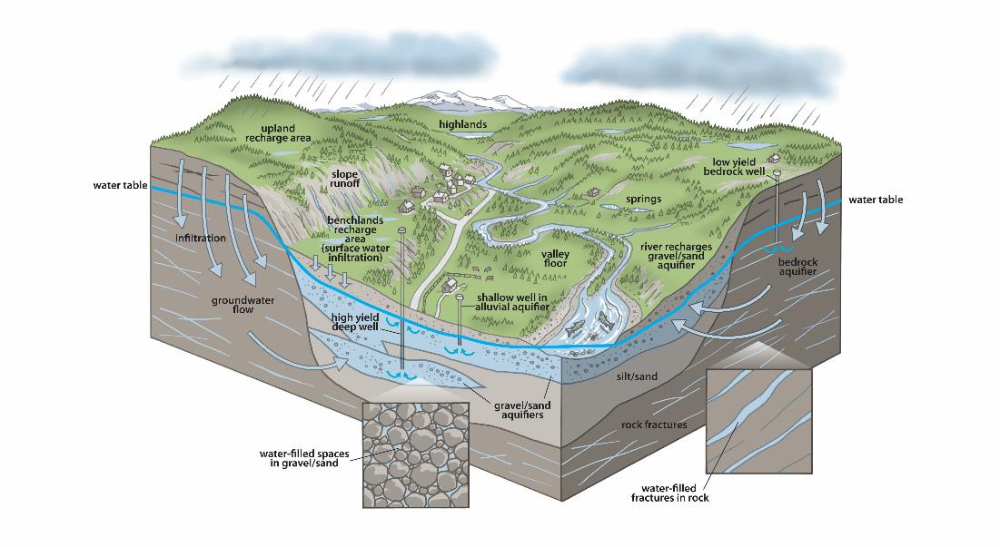 upland
recharge area
highlands
low yield
bedrock well
slope
runoff
water table
springs
water table
benchlands
recharge
area
(surface water
infiltration)
infiltration
valley
floor
river recharges
gravel/sand
aquifer
bedrock
aquifer
groundwater
flow
shallow well in
alluvial aquifer
high yield
deep well
silt/sand
gravel/sand
aquifiers
rock fractures
water-filled spaces
in gravel/sand
water-filled
fractures in rock